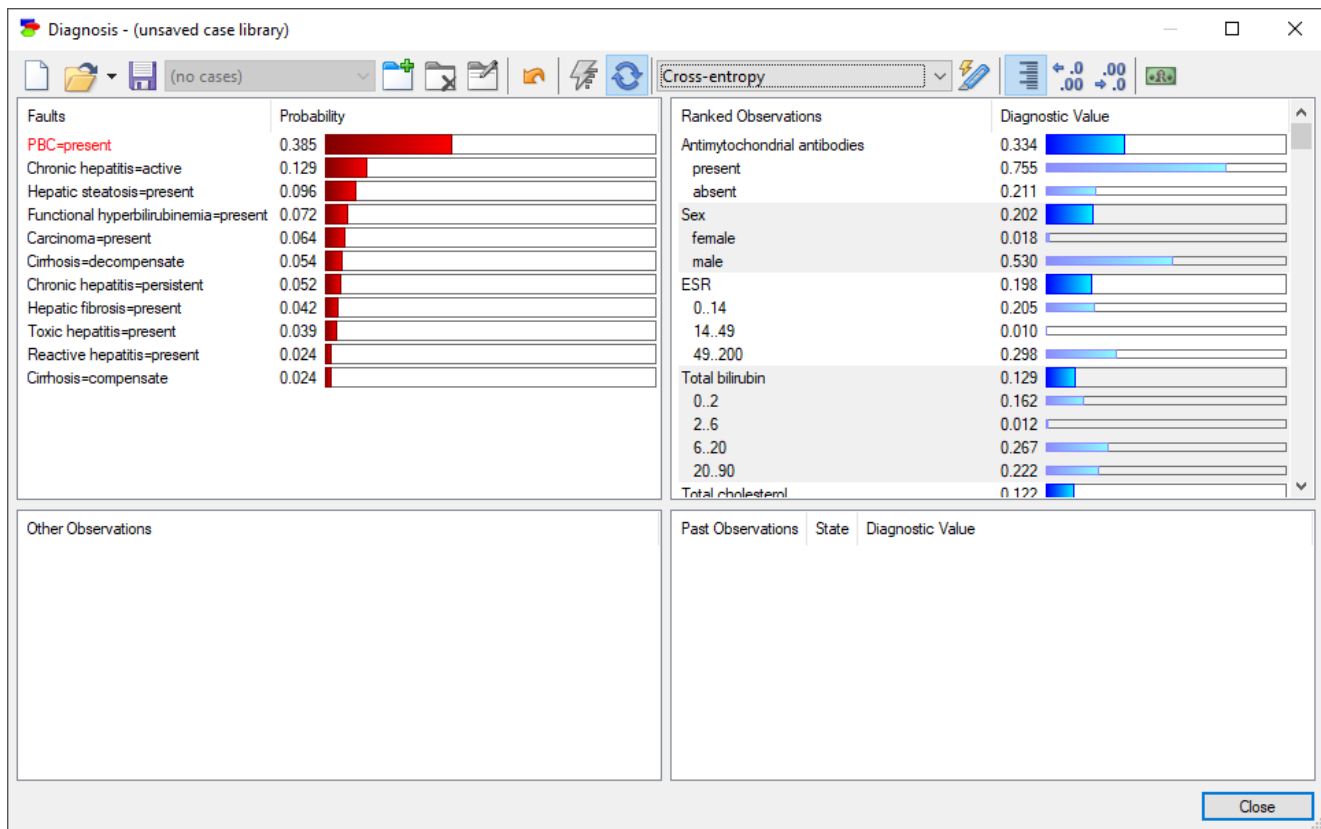 Diagnosis - (unsaved case library)
(no cases)
Cross-entropy
.0
.00
.00
.0
Faults Probability
PBC=present 0.385
Chronic hepatitis=active 0.129
Hepatic steatosis=present 0.096
Functional hyperbilirubinemia=present 0.072
Carcinoma=present 0.064
Cirrhosis=decompensate 0.054
Chronic hepatitis=persistent 0.052
Hepatic fibrosis=present 0.042
Toxic hepatitis=present 0.039
Reactive hepatitis=present 0.024
Cirrhosis=compensate 0.024
Ranked Observations Diagnostic Value
Antimytochondrial antibodies 0.334
present 0.755
absent 0.211
Sex 0.202
female 0.018
male 0.530
ESR 0.198
0..14 0.205
14..49 0.010
49..200 0.298
Total bilirubin 0.129
0..2 0.162
2..6 0.012
6..20 0.267
20..90 0.222
Total cholesterol 0.122
Other Observations
Past Observations State Diagnostic Value
Close